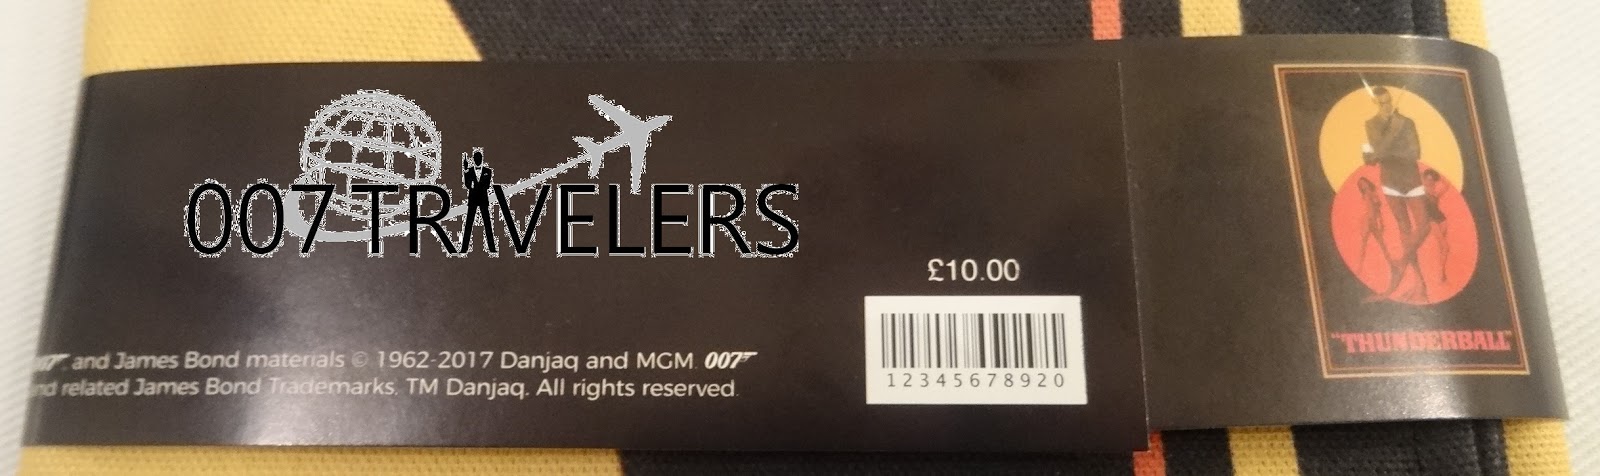 007 TRAVELERS
£10.00
12345678920
007 and James Bond materials © 1962-2017 Danjaq and MGM. 007
and related James Bond Trademarks. TM Danjaq. All rights reserved.
"THUNDERBALL"